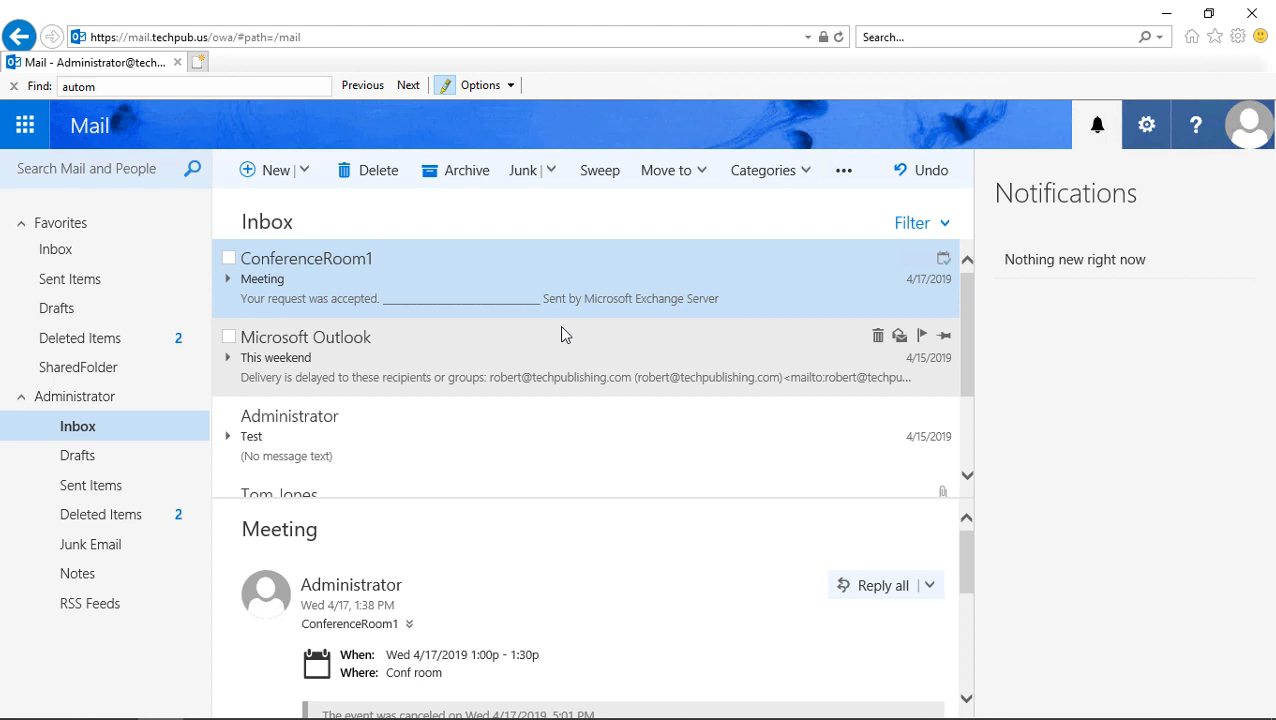 https://mail.techpub.us/owa/#path=/mail
Search...
Mail - Administrator@tech...
Find: autom Previous Next Options
Mail
?
Search Mail and People
New Delete Archive Junk Sweep Move to Categories ••• Undo
Notifications
Nothing new right now
Favorites
Inbox
Sent Items
Drafts
Deleted Items 2
SharedFolder
Administrator
Inbox
Drafts
Sent Items
Deleted Items 2
Junk Email
Notes
RSS Feeds
Inbox
Filter
ConferenceRoom1
Meeting 4/17/2019
Your request was accepted. ______________________________ Sent by Microsoft Exchange Server
Microsoft Outlook
This weekend 4/15/2019
Delivery is delayed to these recipients or groups: robert@techpublishing.com (robert@techpublishing.com)<mailto:robert@techpu...
Administrator
Test 4/15/2019
(No message text)
Tom Jones
Meeting
Administrator
Wed 4/17, 1:38 PM
ConferenceRoom1
Reply all
When: Wed 4/17/2019 1:00p - 1:30p
Where: Conf room
The event was canceled on Wed 4/17/2019, 5:01 PM.